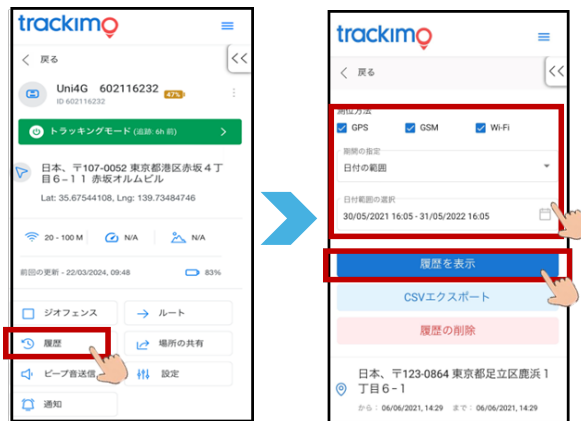 trackimo
戻る
<<
Uni4G 602116232 47%
ID 602116232
トラッキングモード (追跡: 6h 前)
日本、〒107-0052 東京都港区赤坂４丁
目６−１１ 赤坂オルムビル
Lat: 35.67544108, Lng: 139.73484746
20 - 100 M N/A N/A
前回の更新 - 22/03/2024, 09:48 83%
ジオフェンス ルート
履歴 場所の共有
ビープ音送信 設定
通知
trackimo
戻る
<<
測位方法
GPS GSM Wi-Fi
期間の指定
日付の範囲
日付範囲の選択
30/05/2021 16:05 - 31/05/2022 16:05
履歴を表示
CSVエクスポート
履歴の削除
日本、〒123-0864 東京都足立区鹿浜１
丁目６−１
から： 06/06/2021, 14:29 まで： 06/06/2021, 14:29